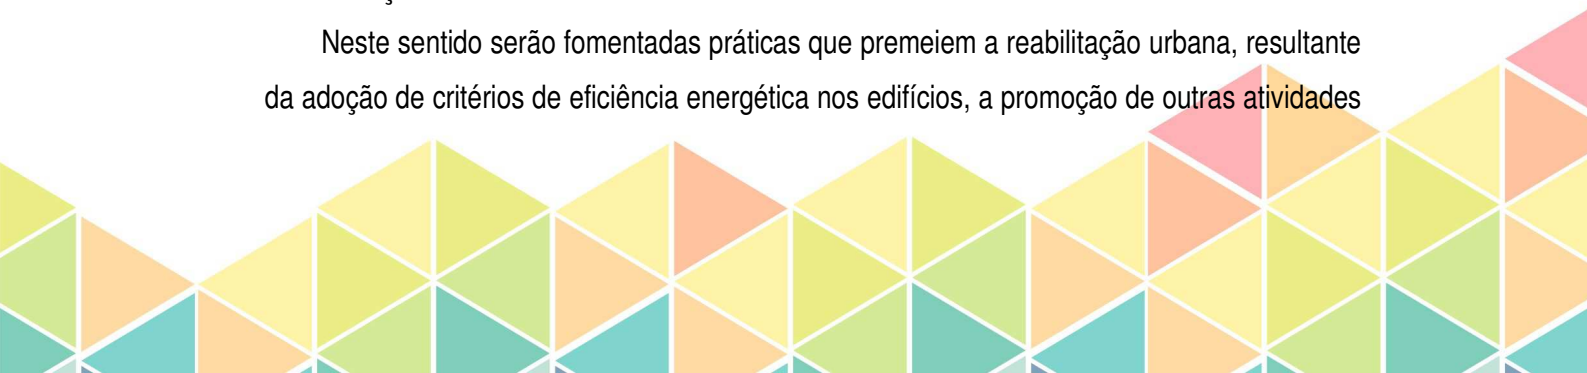 Neste sentido serão fomentadas práticas que premeiem a reabilitação urbana, resultante
da adoção de critérios de eficiência energética nos edifícios, a promoção de outras atividades